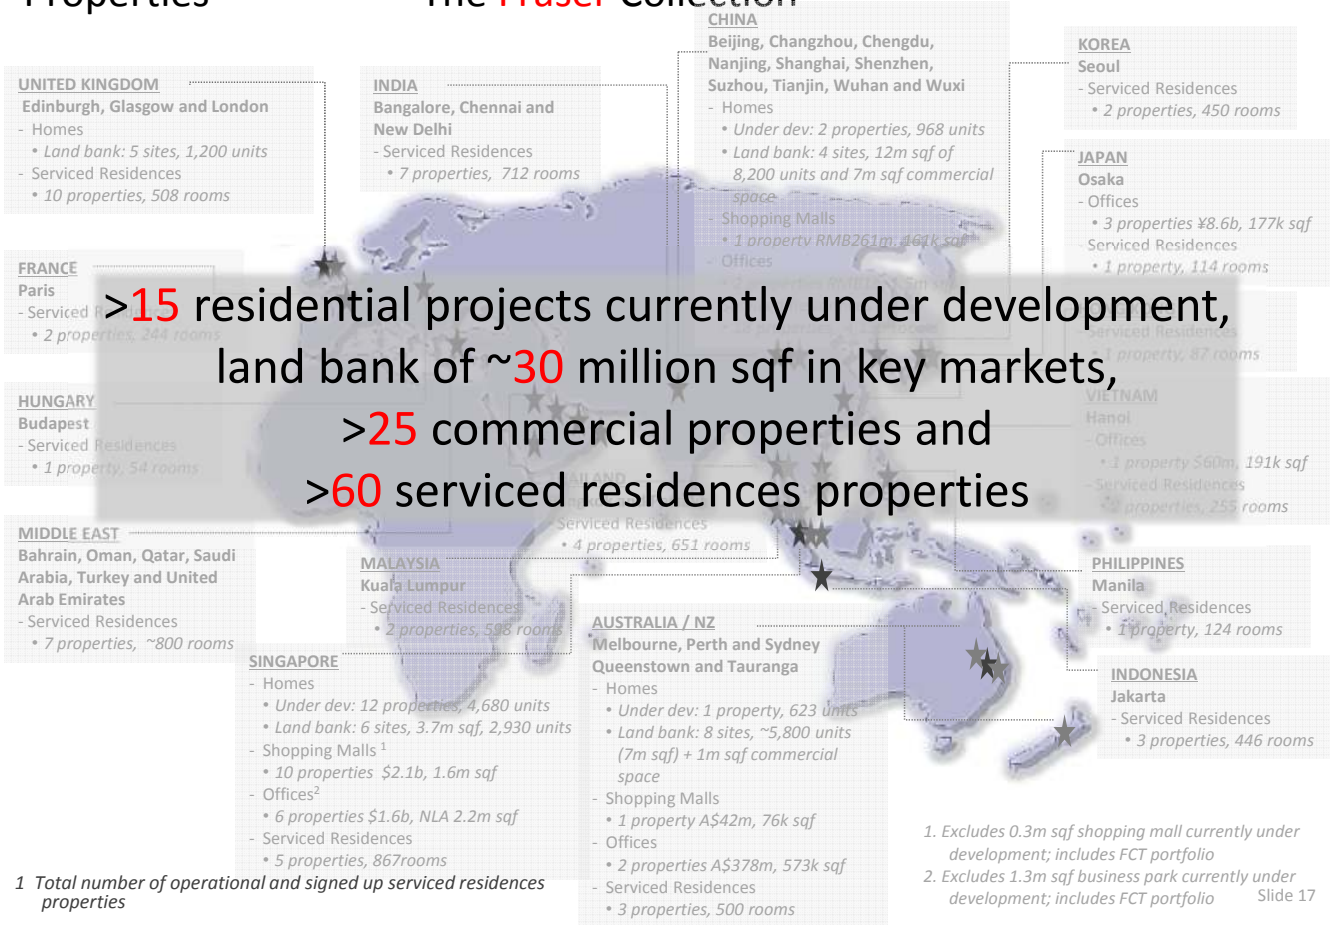 Properties The Fraser Collection
UNITED KINGDOM
Edinburgh, Glasgow and London
- Homes
• Land bank: 5 sites, 1,200 units
- Serviced Residences
• 10 properties, 508 rooms
INDIA
Bangalore, Chennai and
New Delhi
- Serviced Residences
• 7 properties, 712 rooms
CHINA
Beijing, Changzhou, Chengdu,
Nanjing, Shanghai, Shenzhen,
Suzhou, Tianjin, Wuhan and Wuxi
- Homes
• Under dev: 2 properties, 968 units
• Land bank: 4 sites, 12m sqf of
8,200 units and 7m sqf commercial
space
- Shopping Malls
• 1 property RMB261m, 161k sqf
- Offices
KOREA
Seoul
- Serviced Residences
• 2 properties, 450 rooms
JAPAN
Osaka
- Offices
• 3 properties ¥8.6b, 177k sqf
- Serviced Residences
• 1 property, 114 rooms
FRANCE
Paris
- Serviced Residences
• 2 properties, 244 rooms
>15 residential projects currently under development,
land bank of ~30 million sqf in key markets,
>25 commercial properties and
>60 serviced residences properties
Serviced Residences
• 1 property, 87 rooms
HUNGARY
Budapest
- Serviced Residences
• 1 property, 54 rooms
VIETNAM
Hanoi
- Offices
• 1 property $60m, 191k sqf
- Serviced Residences
properties, 255 rooms
THAILAND
- Serviced Residences
• 4 properties, 651 rooms
MIDDLE EAST
Bahrain, Oman, Qatar, Saudi
Arabia, Turkey and United
Arab Emirates
- Serviced Residences
• 7 properties, ~800 rooms
MALAYSIA
Kuala Lumpur
- Serviced Residences
• 2 properties, 598 rooms
PHILIPPINES
Manila
- Serviced Residences
• 1 property, 124 rooms
SINGAPORE
- Homes
• Under dev: 12 properties, 4,680 units
• Land bank: 6 sites, 3.7m sqf, 2,930 units
- Shopping Malls 1
• 10 properties $2.1b, 1.6m sqf
- Offices2
• 6 properties $1.6b, NLA 2.2m sqf
- Serviced Residences
• 5 properties, 867rooms
AUSTRALIA / NZ
Melbourne, Perth and Sydney
Queenstown and Tauranga
- Homes
• Under dev: 1 property, 623 units
• Land bank: 8 sites, ~5,800 units
(7m sqf) + 1m sqf commercial
space
- Shopping Malls
• 1 property A$42m, 76k sqf
- Offices
• 2 properties A$378m, 573k sqf
- Serviced Residences
• 3 properties, 500 rooms
INDONESIA
Jakarta
- Serviced Residences
• 3 properties, 446 rooms
1 Total number of operational and signed up serviced residences
properties
1. Excludes 0.3m sqf shopping mall currently under
development; includes FCT portfolio
2. Excludes 1.3m sqf business park currently under
development; includes FCT portfolio
Slide 17